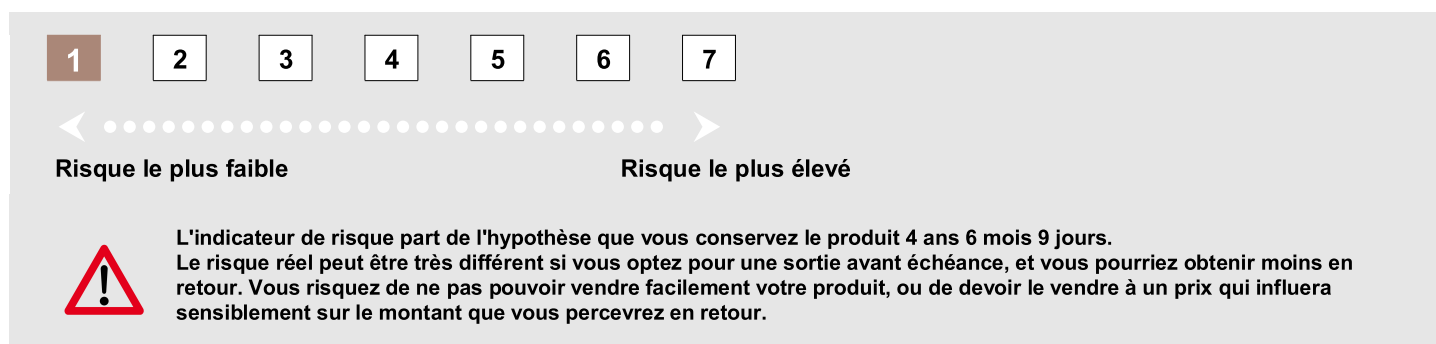 1 2 3 4 5 6 7
Risque le plus faible Risque le plus élevé
L'indicateur de risque part de l'hypothèse que vous conservez le produit 4 ans 6 mois 9 jours.
Le risque réel peut être très différent si vous optez pour une sortie avant échéance, et vous pourriez obtenir moins en
retour. Vous risquez de ne pas pouvoir vendre facilement votre produit, ou de devoir le vendre à un prix qui influera
sensiblement sur le montant que vous percevrez en retour.